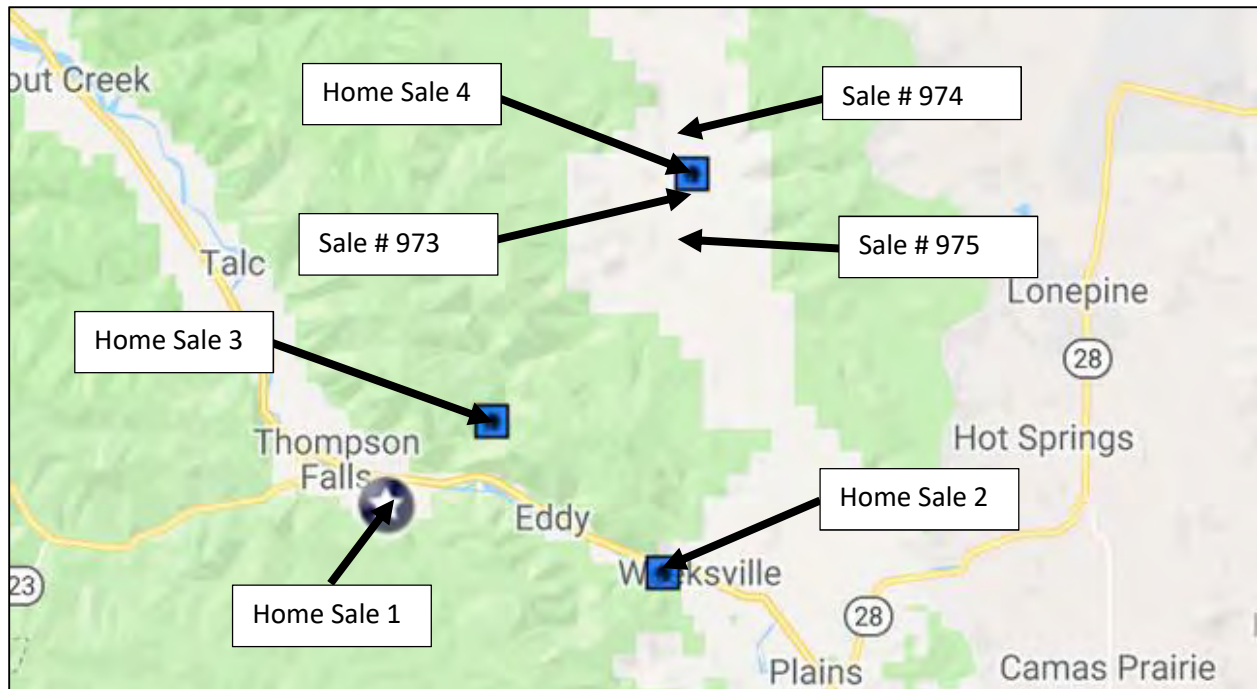 out Creek
Home Sale 4
Sale # 974
Sale # 973
Sale # 975
Talc
Lonepine
Home Sale 3
28
Thompson
Falls
Hot Springs
Home Sale 2
Eddy
Weeksville
23
Home Sale 1
28
Plains
Camas Prairie